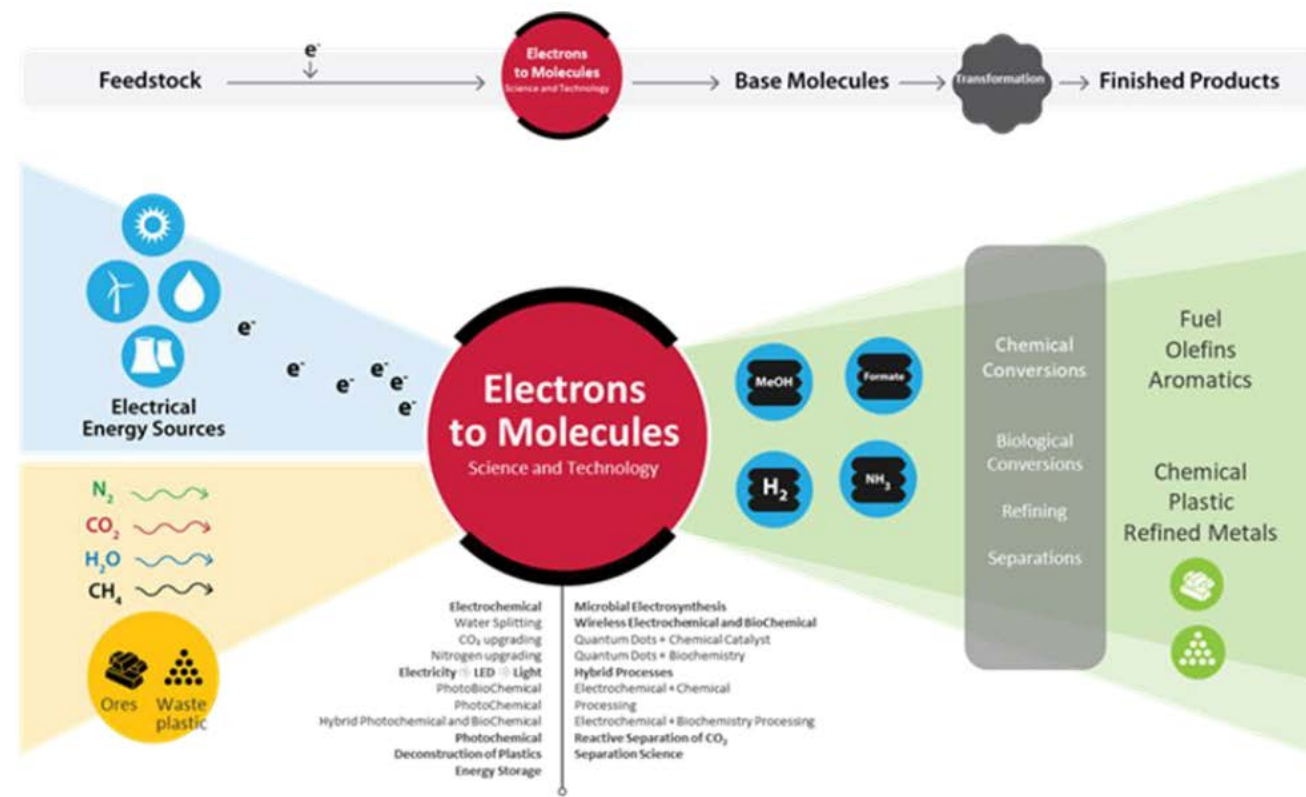 Feedstock
e-
Electrons
to Molecules
Science and Technology
Base Molecules
Transformation
Finished Products
Electrical
Energy Sources
e-
e-
e-
e-
e-
e-
N2
CO2
H2O
CH4
Ores
Waste
plastic
Electrons
to Molecules
Science and Technology
Electrochemical
Water Splitting
CO₂ upgrading
Nitrogen upgrading
Electricity LED Light
PhotoBioChemical
PhotoChemical
Hybrid Photochemical and BioChemical
Photochemical
Deconstruction of Plastics
Energy Storage
Microbial Electrosynthesis
Wireless Electrochemical and BioChemical
Quantum Dots + Chemical Catalyst
Quantum Dots + Biochemistry
Hybrid Processes
Electrochemical + Chemical
Processing
Electrochemical + Biochemistry Processing
Reactive Separation of CO₂
Separation Science
MeOH
Formate
H2
NH3
Chemical
Conversions
Biological
Conversions
Refining
Separations
Fuel
Olefins
Aromatics
Chemical
Plastic
Refined Metals